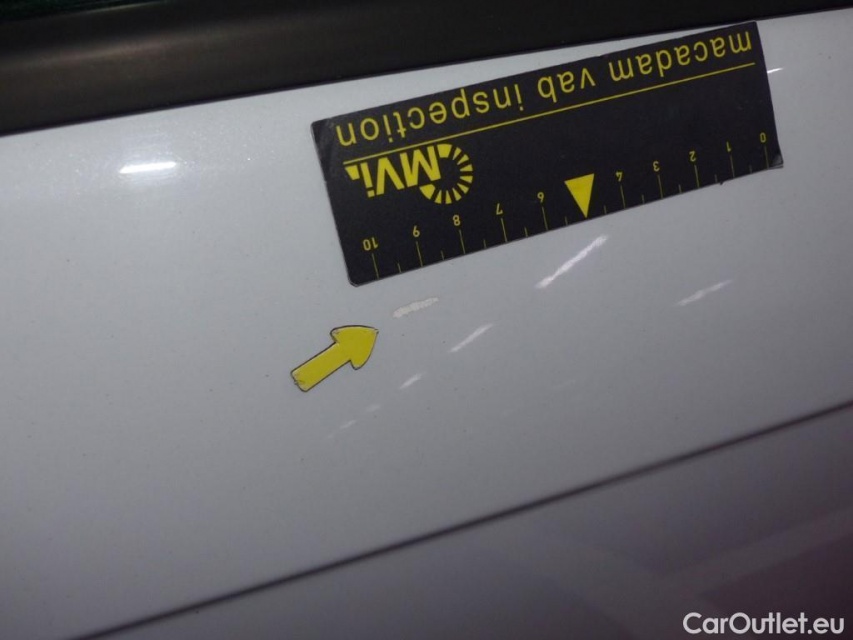 macadam vab inspection
MVi.
0 1 2 3 4 6 7 8 9 10
CarOutlet.eu